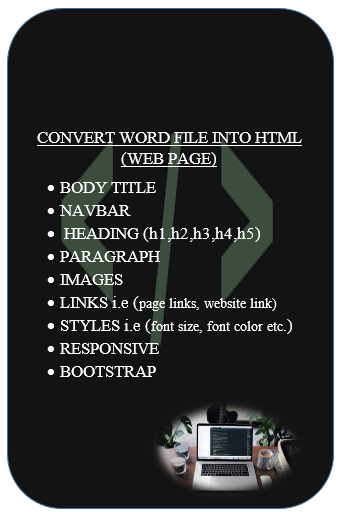 CONVERT WORD FILE INTO HTML
(WEB PAGE)
• BODY TITLE
• NAVBAR
• HEADING (h1,h2,h3,h4,h5)
• PARAGRAPH
• IMAGES
• LINKS i.e (page links, website link)
• STYLES i.e (font size, font color etc.)
• RESPONSIVE
• BOOTSTRAP